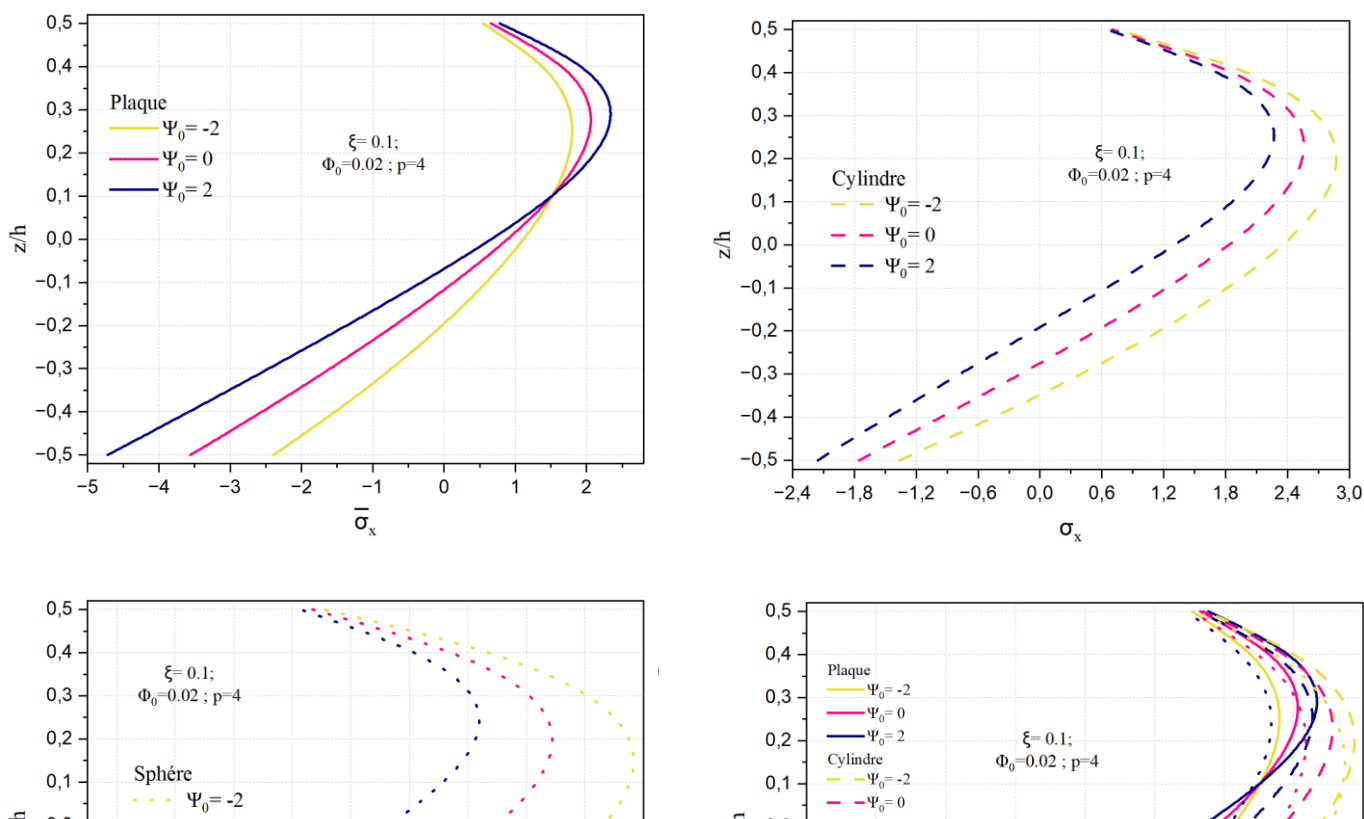 0,5
0,4
0,3
0,2
0,1
0,0
−0,1
−0,2
−0,3
−0,4
−0,5
z/h
Plaque
Ψ₀= -2
Ψ₀= 0
Ψ₀= 2
ξ= 0.1;
Φ₀=0.02 ; p=4
−5 −4 −3 −2 −1 0 1 2
σ̅ₓ
0,5
0,4
0,3
0,2
0,1
0,0
−0,1
−0,2
−0,3
−0,4
−0,5
z/h
ξ= 0.1;
Φ₀=0.02 ; p=4
Cylindre
Ψ₀= -2
Ψ₀= 0
Ψ₀= 2
−2,4 −1,8 −1,2 −0,6 0,0 0,6 1,2 1,8 2,4 3,0
σₓ
0,5
0,4
0,3
0,2
0,1
ξ= 0.1;
Φ₀=0.02 ; p=4
Sphére
Ψ₀= -2
0,5
0,4
0,3
0,2
0,1
Plaque
Ψ₀= -2
Ψ₀= 0
Ψ₀= 2
Cylindre
Ψ₀= -2
Ψ₀= 0
ξ= 0.1;
Φ₀=0.02 ; p=4